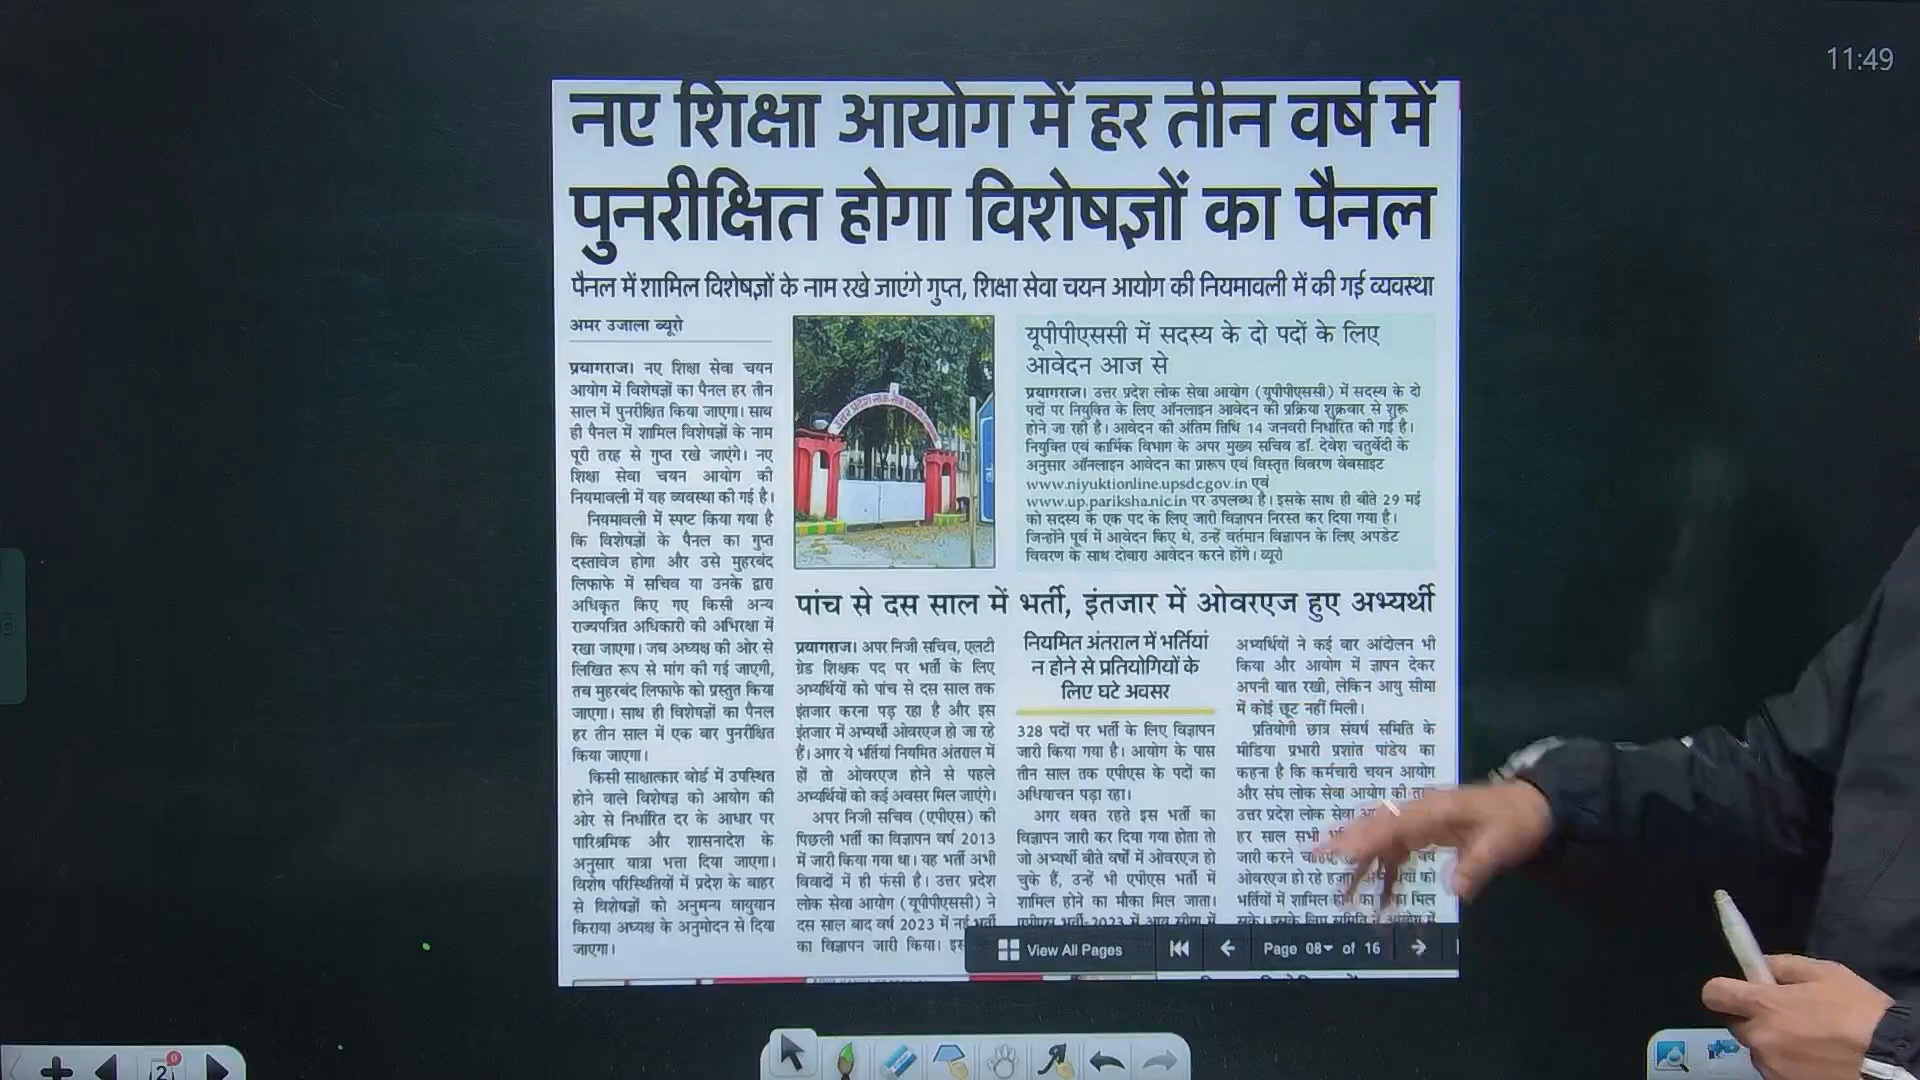 11:49
नए शिक्षा आयोग में हर तीन वर्ष में
पुनरीक्षित होगा विशेषज्ञों का पैनल
पैनल में शामिल विशेषज्ञों के नाम रखे जाएंगे गुप्त, शिक्षा सेवा चयन आयोग की नियमावली में की गई व्यवस्था
अमर उजाला ब्यूरो
प्रयागराज। नए शिक्षा सेवा चयन
आयोग में विशेषज्ञों का पैनल हर तीन
साल में पुनरीक्षित किया जाएगा। साथ
ही पैनल में शामिल विशेषज्ञों के नाम
पूरी तरह से गुप्त रखे जाएंगे। नए
शिक्षा सेवा चयन आयोग की
नियमावली में यह व्यवस्था की गई है।
नियमावली में स्पष्ट किया गया है
कि विशेषज्ञों के पैनल का गुप्त
दस्तावेज होगा और उसे मुहरबंद
लिफाफे में सचिव या उनके द्वारा
अधिकृत किए गए किसी अन्य
राज्यपत्रित अधिकारी की अभिरक्षा में
रखा जाएगा। जब अध्यक्ष की ओर से
लिखित रूप से मांग की गई जाएगी,
तब मुहरबंद लिफाफे को प्रस्तुत किया
जाएगा। साथ ही विशेषज्ञों का पैनल
हर तीन साल में एक बार पुनरीक्षित
किया जाएगा।
किसी साक्षात्कार बोर्ड में उपस्थित
होने वाले विशेषज्ञ को आयोग की
ओर से निर्धारित दर के आधार पर
पारिश्रमिक और शासनादेश के
अनुसार यात्रा भत्ता दिया जाएगा।
विशेष परिस्थितियों में प्रदेश के बाहर
से विशेषज्ञों को अनुमन्य वायुयान
किराया अध्यक्ष के अनुमोदन से दिया
जाएगा।
यूपीपीएससी में सदस्य के दो पदों के लिए
आवेदन आज से
प्रयागराज। उत्तर प्रदेश लोक सेवा आयोग (यूपीपीएससी) में सदस्य के दो
पदों पर नियुक्ति के लिए ऑनलाइन आवेदन की प्रक्रिया शुक्रवार से शुरू
होने जा रही है। आवेदन की अंतिम तिथि 14 जनवरी निर्धारित की गई है।
नियुक्ति एवं कार्मिक विभाग के अपर मुख्य सचिव डॉ. देवेश चतुर्वेदी के
अनुसार ऑनलाइन आवेदन का प्रारूप एवं विस्तृत विवरण वेबसाइट
www.niyuktionline.upsdc.gov.in एवं
www.up.pariksha.nic.in पर उपलब्ध है। इसके साथ ही बीते 29 मई
को सदस्य के एक पद के लिए जारी विज्ञापन निरस्त कर दिया गया है।
जिन्होंने पूर्व में आवेदन किए थे, उन्हें वर्तमान विज्ञापन के लिए अपडेट
विवरण के साथ दोबारा आवेदन करने होंगे। ब्यूरो
पांच से दस साल में भर्ती, इंतजार में ओवरएज हुए अभ्यर्थी
प्रयागराज। अपर निजी सचिव, एलटी
ग्रेड शिक्षक पद पर भर्ती के लिए
अभ्यर्थियों को पांच से दस साल तक
इंतजार करना पड़ रहा है और इस
इंतजार में अभ्यर्थी ओवरएज हो जा रहे
हैं। अगर ये भर्तियां नियमित अंतराल में
हों तो ओवरएज होने से पहले
अभ्यर्थियों को कई अवसर मिल जाएंगे।
अपर निजी सचिव (एपीएस) की
पिछली भर्ती का विज्ञापन वर्ष 2013
में जारी किया गया था। यह भर्ती अभी
विवादों में ही फंसी है। उत्तर प्रदेश
लोक सेवा आयोग (यूपीपीएससी) ने
दस साल बाद वर्ष 2023 में नई भर्ती
का विज्ञापन जारी किया।
नियमित अंतराल में भर्तियां
न होने से प्रतियोगियों के
लिए घटे अवसर
328 पदों पर भर्ती के लिए विज्ञापन
जारी किया गया है। आयोग के पास
तीन साल तक एपीएस के पदों का
अधियाचन पड़ा रहा।
अगर वक्त रहते इस भर्ती का
विज्ञापन जारी कर दिया गया होता तो
जो अभ्यर्थी बीते वर्षों में ओवरएज हो
चुके हैं, उन्हें भी एपीएस भर्ती में
शामिल होने का मौका मिल जाता।
एपीएस भर्ती-2023 में आयु सीमा में
अभ्यर्थियों ने कई बार आंदोलन भी
किया और आयोग में ज्ञापन देकर
अपनी बात रखी, लेकिन आयु सीमा
में कोई छूट नहीं मिली।
प्रतियोगी छात्र संघर्ष समिति के
मीडिया प्रभारी प्रशांत पांडेय का
कहना है कि कर्मचारी चयन आयोग
और संघ लोक सेवा आयोग की
उत्तर प्रदेश लोक सेवा
हर साल सभी
जारी करने चाहिए
ओवरएज हो रहे को
भर्तियों में शामिल मिल
View All Pages Page 08 of 16
2 0